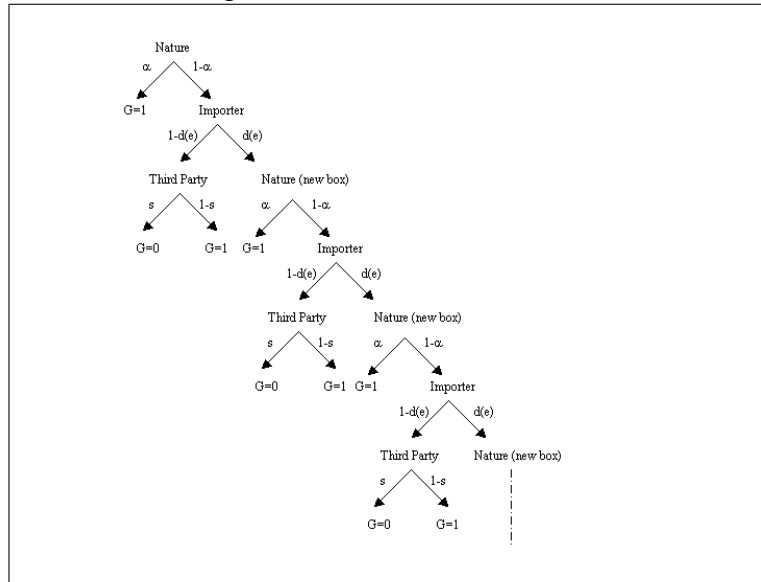 Nature
α 1-α
G=1 Importer
1-d(e) d(e)
Third Party Nature (new box)
s 1-s α 1-α
G=0 G=1 G=1 Importer
1-d(e) d(e)
Third Party Nature (new box)
s 1-s α 1-α
G=0 G=1 G=1 Importer
1-d(e) d(e)
Third Party Nature (new box)
s 1-s
G=0 G=1